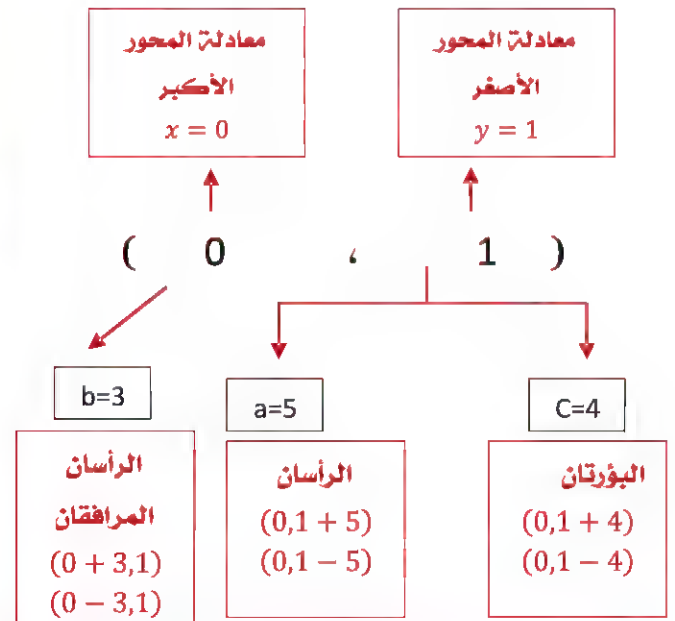 معادلة المحور
الأكبر
x = 0
معادلة المحور
الأصغر
y = 1
( 0 ، 1 )
b=3
a=5
C=4
الرأسان
المرافقان
(0 + 3,1)
(0 − 3,1)
الرأسان
(0,1 + 5)
(0,1 − 5)
البؤرتان
(0,1 + 4)
(0,1 − 4)